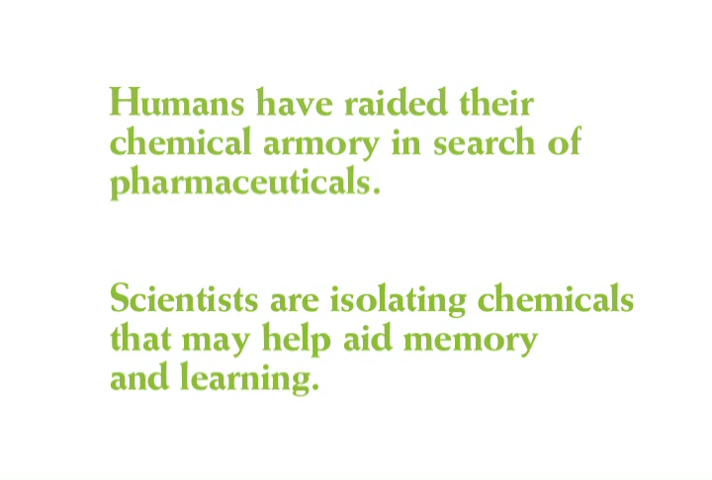 Humans have raided their
chemical armory in search of
pharmaceuticals.
Scientists are isolating chemicals
that may help aid memory
and learning.